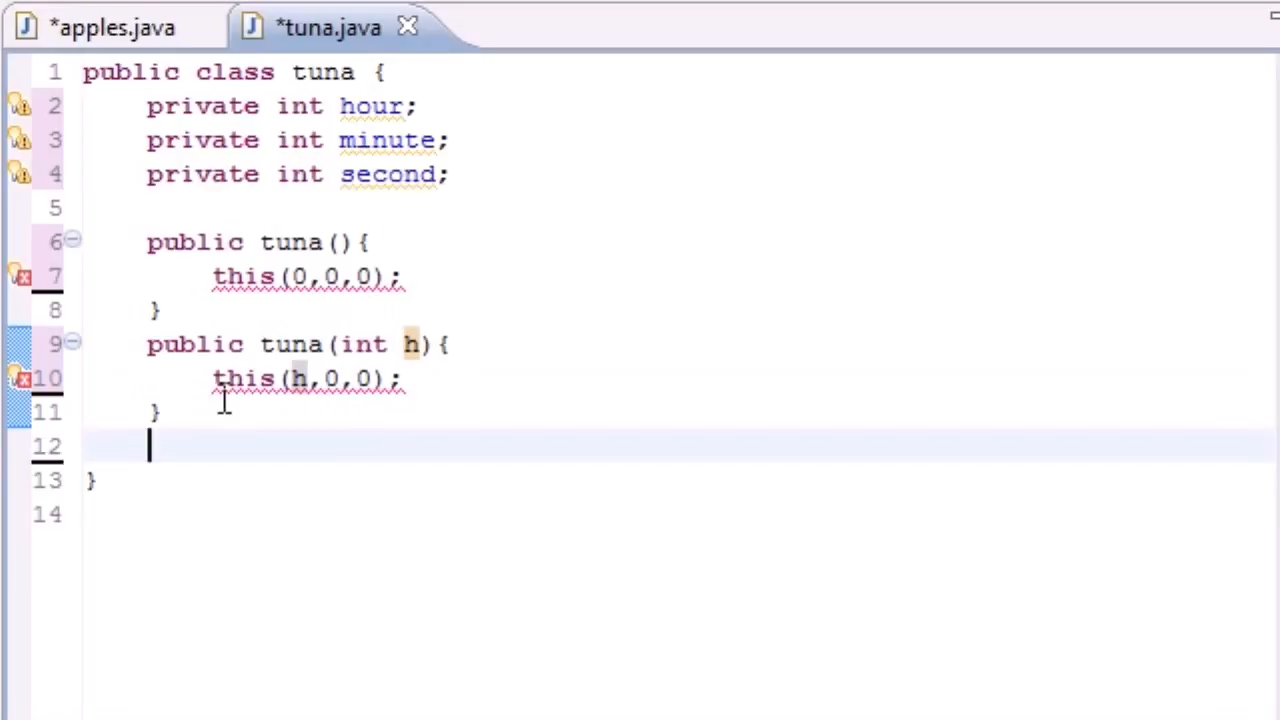 *apples.java *tuna.java
1 public class tuna {
2 private int hour;
3 private int minute;
4 private int second;
5
6 public tuna(){
7 this(0,0,0);
8 }
9 public tuna(int h){
10 this(h,0,0);
11 }
12
13 }
14